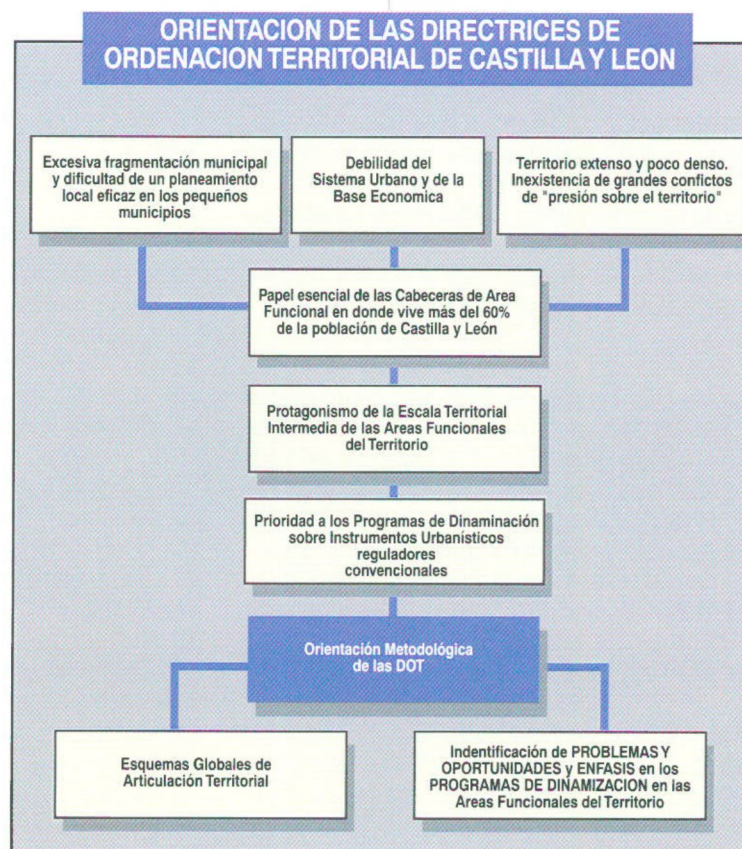 ORIENTACION DE LAS DIRECTRICES DE
ORDENACION TERRITORIAL DE CASTILLA Y LEON
Excesiva fragmentación municipal
y dificultad de un planeamiento
local eficaz en los pequeños
municipios
Debilidad del
Sistema Urbano y de la
Base Economica
Territorio extenso y poco denso.
Inexistencia de grandes confictos
de "presión sobre el territorio"
Papel esencial de las Cabeceras de Area
Funcional en donde vive más del 60%
de la población de Castilla y León
Protagonismo de la Escala Territorial
Intermedia de las Areas Funcionales
del Territorio
Prioridad a los Programas de Dinaminación
sobre Instrumentos Urbanísticos
reguladores
convencionales
Orientación Metodológica
de las DOT
Esquemas Globales de
Articulación Territorial
Indentificación de PROBLEMAS Y
OPORTUNIDADES y ENFASIS en los
PROGRAMAS DE DINAMIZACION en las
Areas Funcionales del Territorio